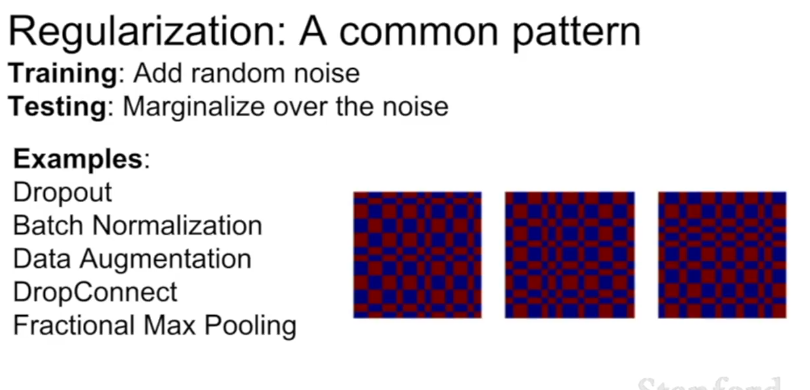 Regularization: A common pattern
Training: Add random noise
Testing: Marginalize over the noise
Examples:
Dropout
Batch Normalization
Data Augmentation
DropConnect
Fractional Max Pooling